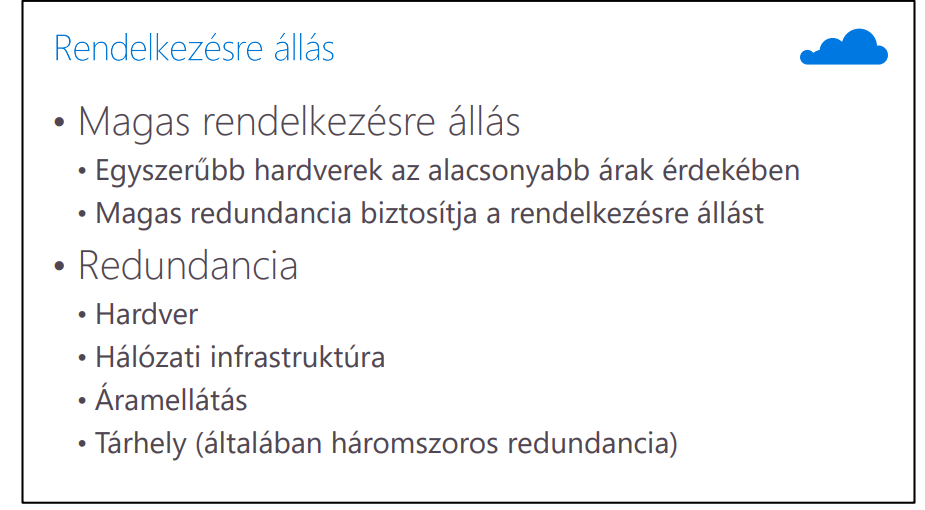 Rendelkezésre állás
• Magas rendelkezésre állás
• Egyszerűbb hardverek az alacsonyabb árak érdekében
• Magas redundancia biztosítja a rendelkezésre állást
• Redundancia
• Hardver
• Hálózati infrastruktúra
• Áramellátás
• Tárhely (általában háromszoros redundancia)